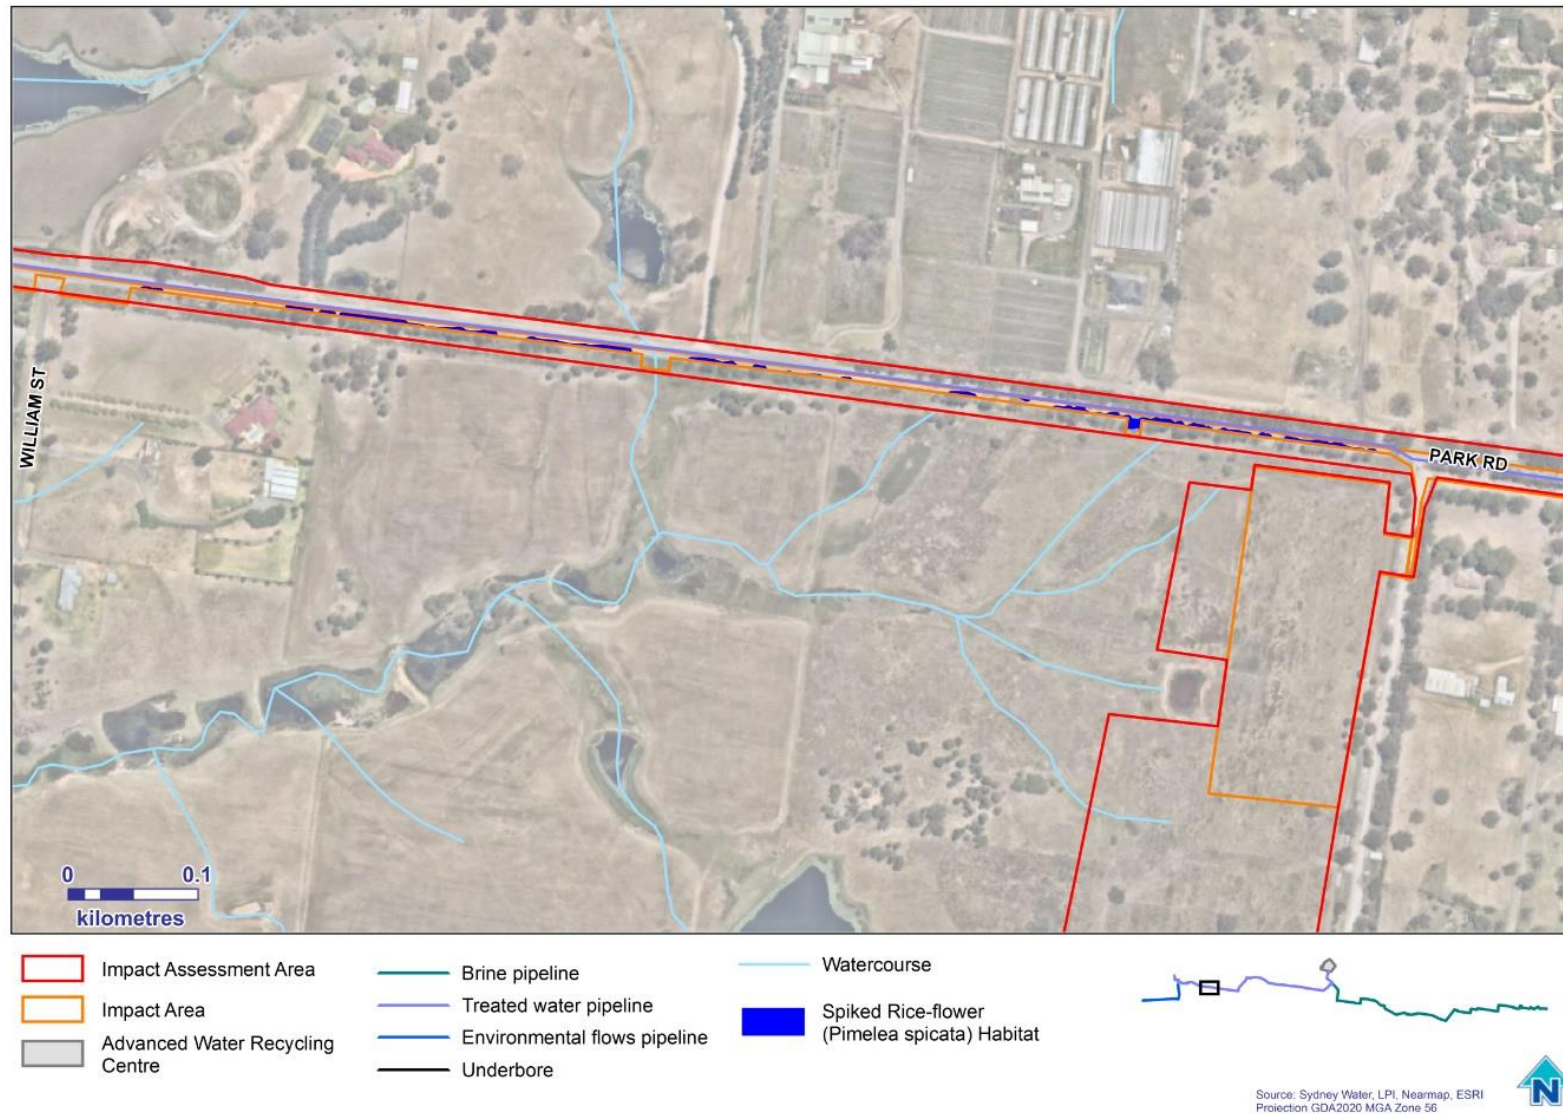 WILLIAM ST
PARK RD
0 0.1
kilometres
Impact Assessment Area
Impact Area
Advanced Water Recycling
Centre
Brine pipeline
Treated water pipeline
Environmental flows pipeline
Underbore
Watercourse
Spiked Rice-flower
(Pimelea spicata) Habitat
N
Source: Sydney Water, LPI, Nearmap, ESRI
Projection GDA2020 MGA Zone 56